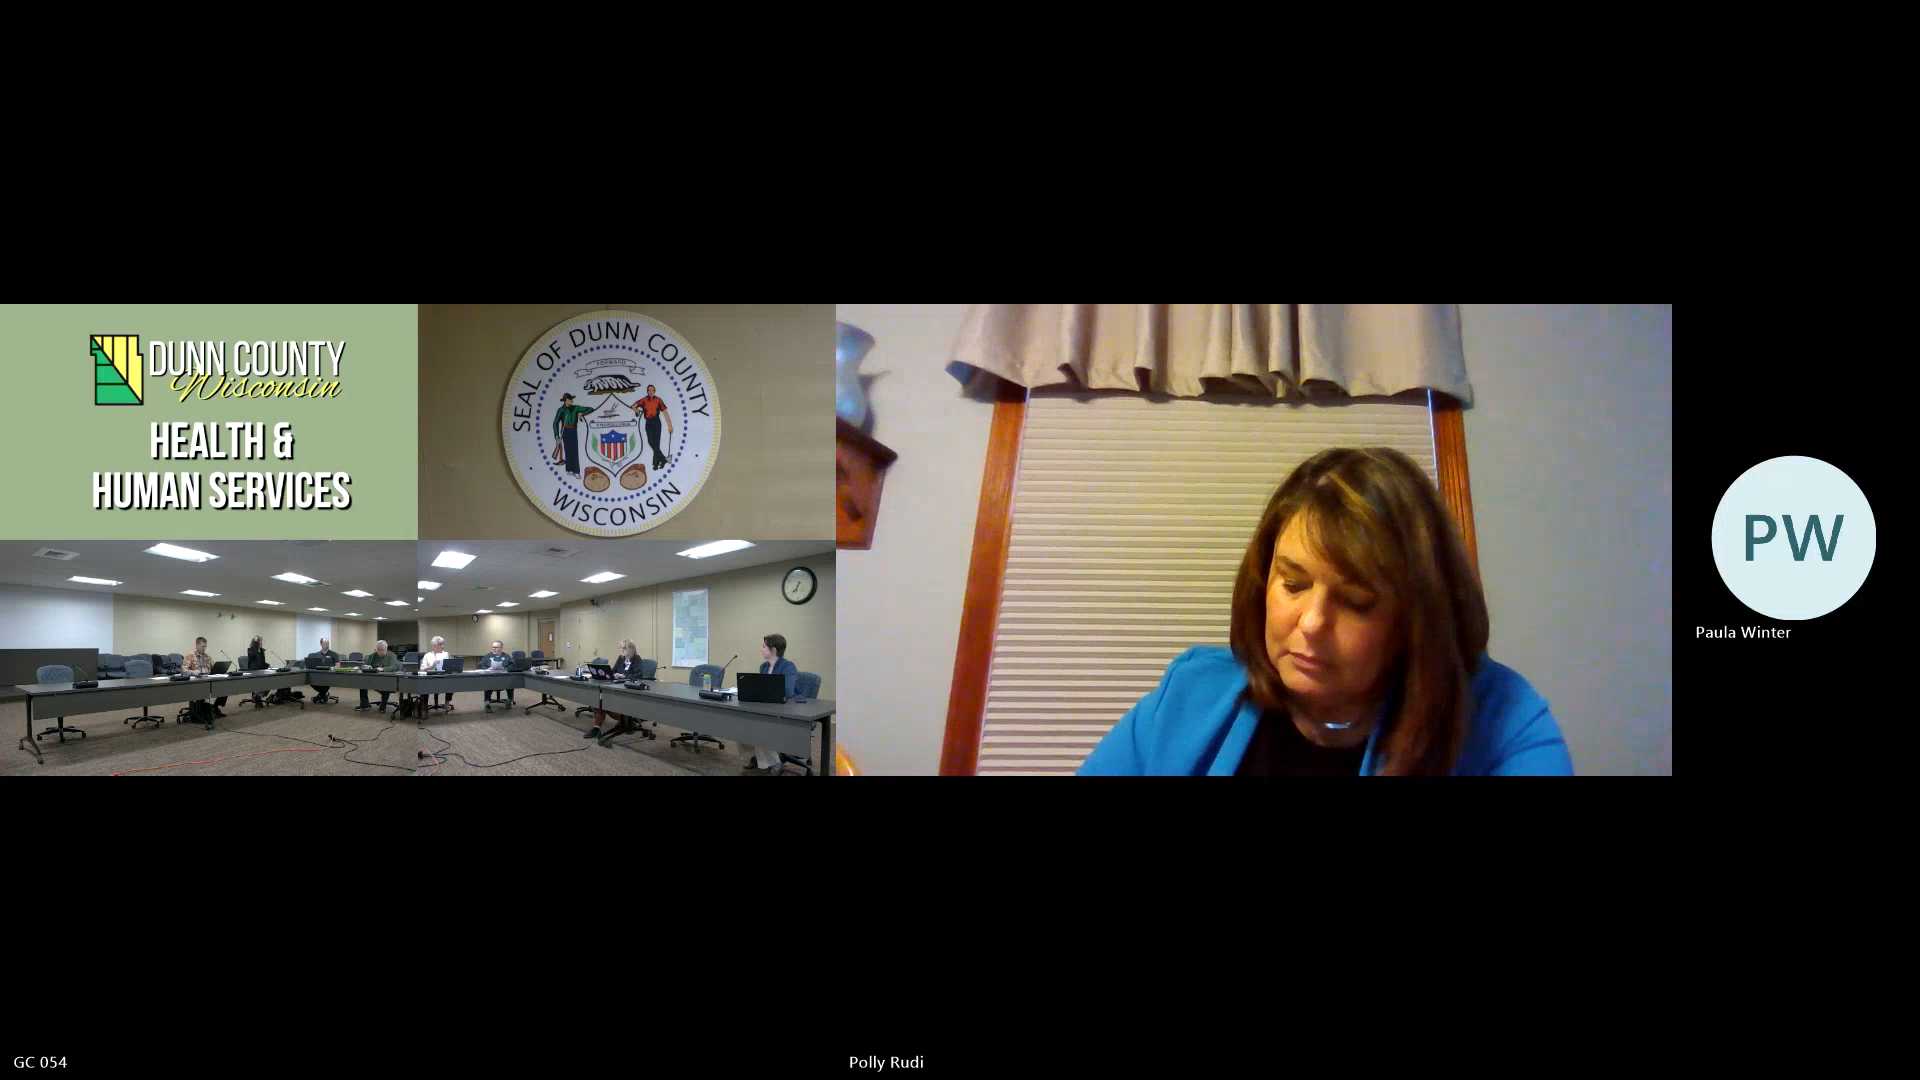 DUNN COUNTY
Wisconsin
HEALTH &
HUMAN SERVICES
SEAL OF DUNN COUNTY
FORWARD
WISCONSIN
PW
Paula Winter
GC 054
Polly Rudi